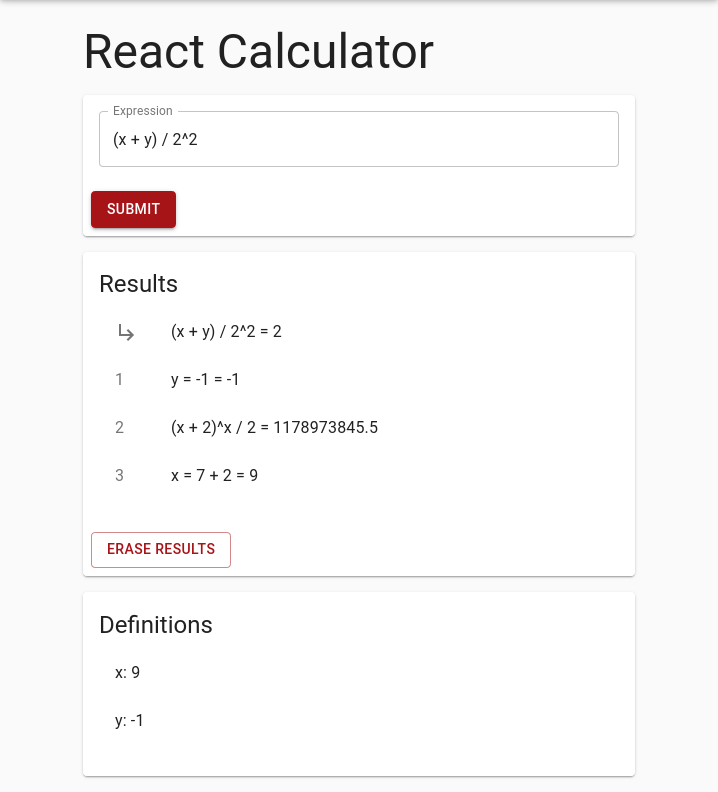 React Calculator
Expression
(x + y) / 2^2
SUBMIT
Results
(x + y) / 2^2 = 2
1 y = -1 = -1
2 (x + 2)^x / 2 = 1178973845.5
3 x = 7 + 2 = 9
ERASE RESULTS
Definitions
x: 9
y: -1